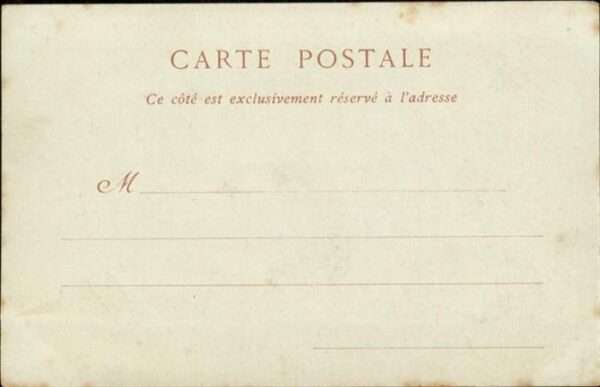 CARTE POSTALE
Ce côté est exclusivement réservé à l'adresse
M